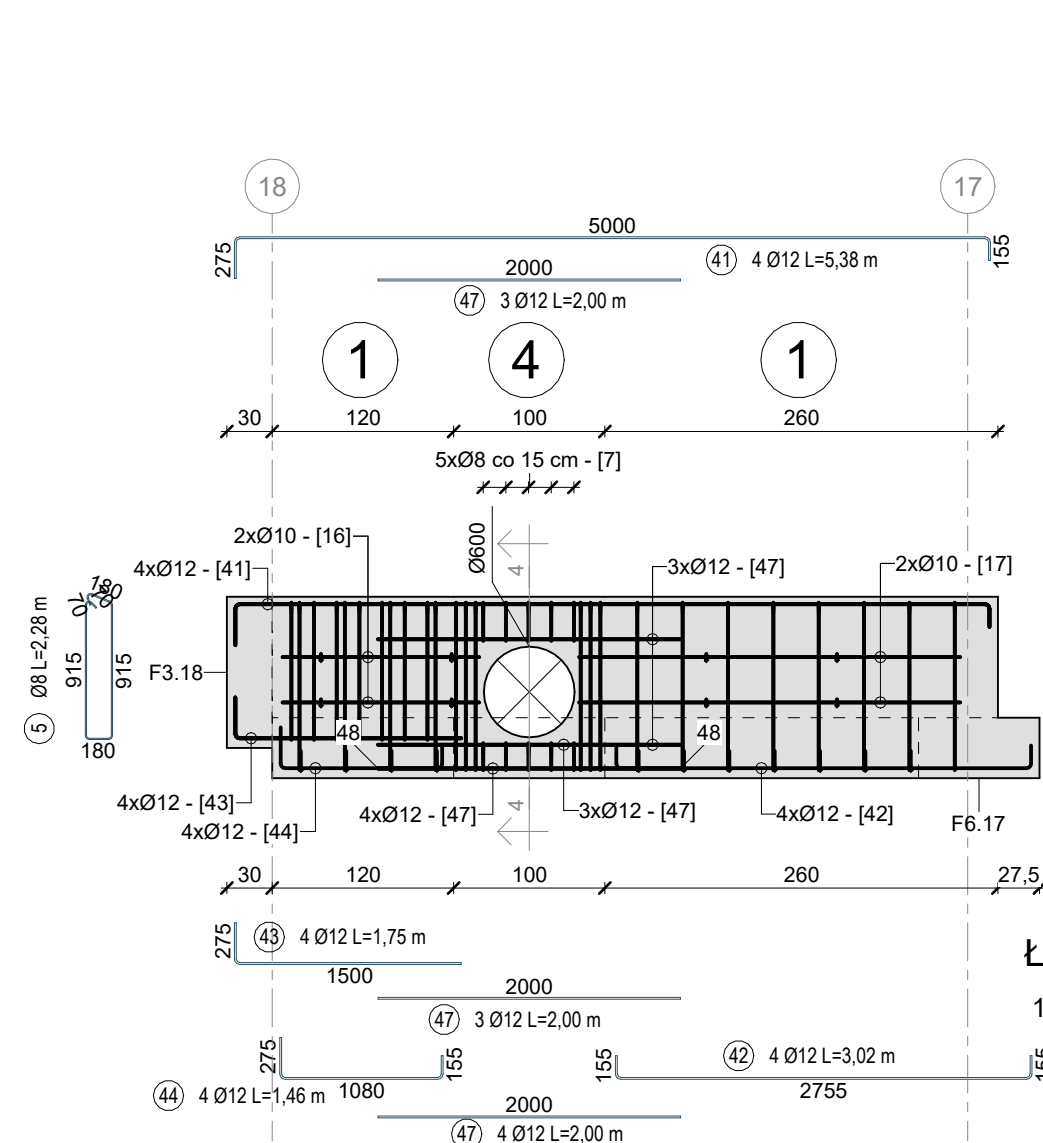 18
17
5000
275
155
41 4 Ø12 L=5,38 m
2000
47 3 Ø12 L=2,00 m
1 4 1
30 120 100 260
5xØ8 co 15 cm - [7]
2xØ10 - [16]
Ø600
4
4xØ12 - [41]
3xØ12 - [47]
2xØ10 - [17]
180
70
70
5 Ø8 L=2,28 m
915
915
180
F3.18
48
48
4xØ12 - [43]
4xØ12 - [44]
4xØ12 - [47]
4
3xØ12 - [47]
4xØ12 - [42]
F6.17
30 120 100 260 27,5
275
43 4 Ø12 L=1,75 m
1500
Ł
2000
47 3 Ø12 L=2,00 m
1
275
1080
155
44 4 Ø12 L=1,46 m
155
42 4 Ø12 L=3,02 m
2755
155
2000
47 4 Ø12 L=2,00 m